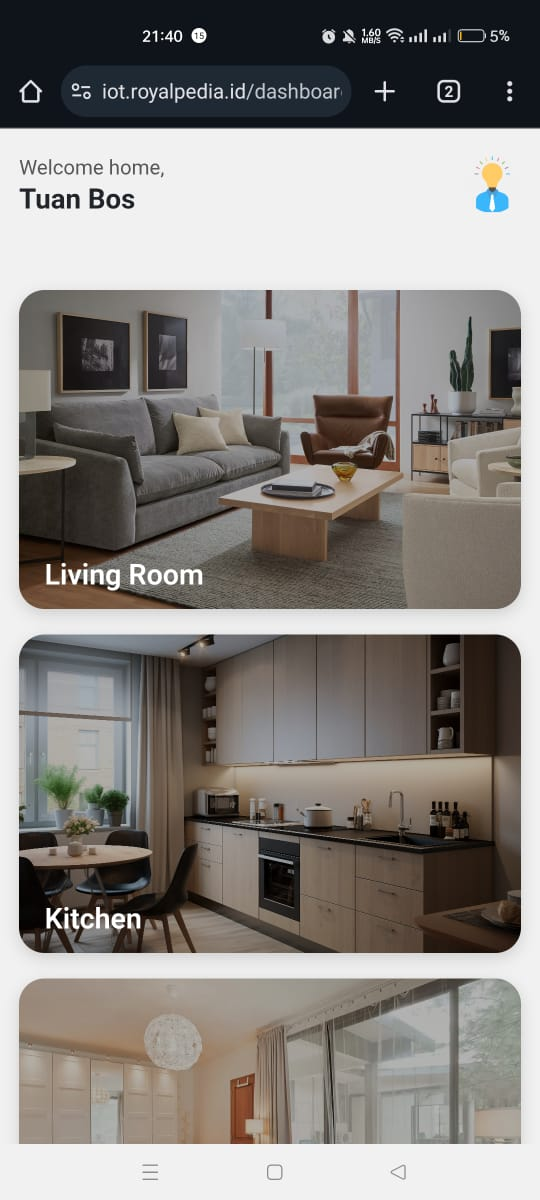 21:40 15 1.60 MB/S 5%
iot.royalpedia.id/dashboar
2
Welcome home,
Tuan Bos
Living Room
Kitchen